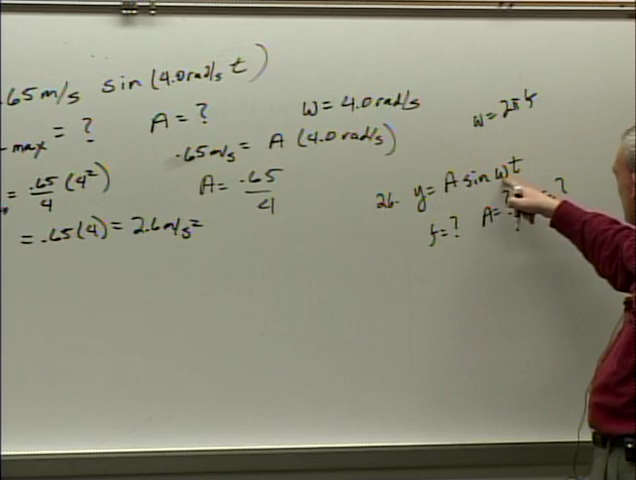 .65 m/s sin (4.0 rad/s t)
max = ?
A = ?
ω = 4.0 rad/s
.65 m/s = A (4.0 rad/s)
= .65/4 (4²)
A = .65/4
= .65 (4) = 2.6 m/s²
ω = 2π f
26. y = A sin ωt
f = ?
A = ?
= ?